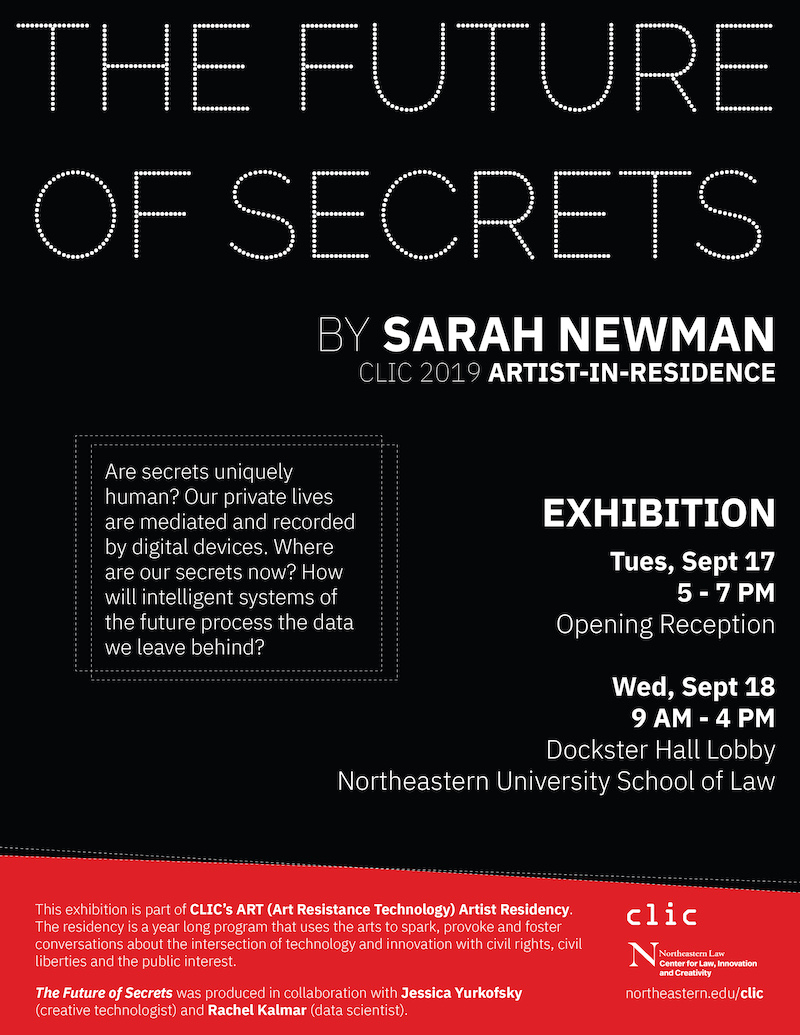 THE FUTURE
OF SECRETS
BY SARAH NEWMAN
CLIC 2019 ARTIST-IN-RESIDENCE
Are secrets uniquely
human? Our private lives
are mediated and recorded
by digital devices. Where
are our secrets now? How
will intelligent systems of
the future process the data
we leave behind?
EXHIBITION
Tues, Sept 17
5 - 7 PM
Opening Reception
Wed, Sept 18
9 AM - 4 PM
Dockster Hall Lobby
Northeastern University School of Law
This exhibition is part of CLIC's ART (Art Resistance Technology) Artist Residency.
The residency is a year long program that uses the arts to spark, provoke and foster
conversations about the intersection of technology and innovation with civil rights, civil
liberties and the public interest.
The Future of Secrets was produced in collaboration with Jessica Yurkofsky
(creative technologist) and Rachel Kalmar (data scientist).
clic
N Northeastern Law
Center for Law, Innovation
and Creativity
northeastern.edu/clic